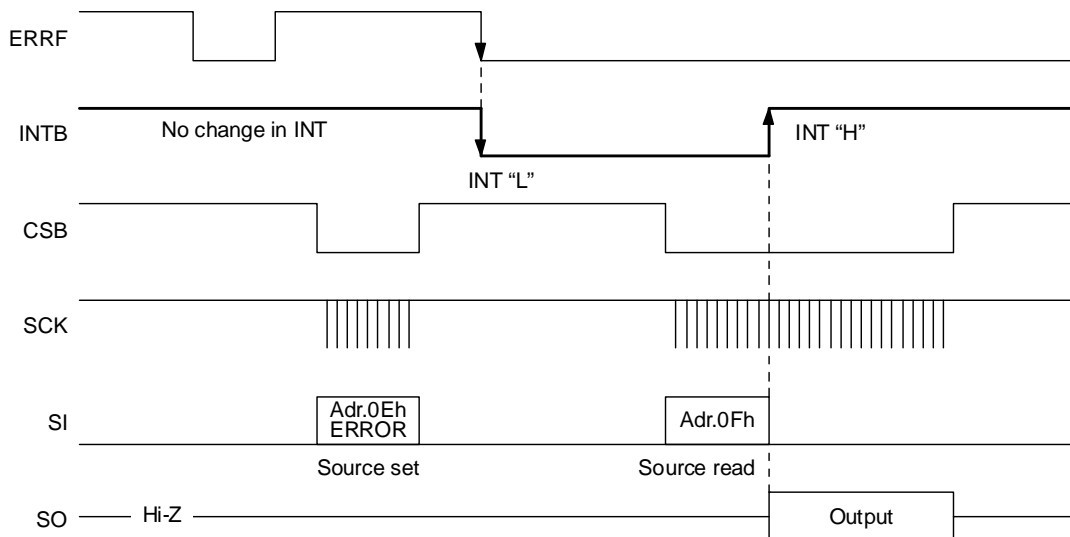 ERRF
INTB
No change in INT
INT “H”
INT “L”
CSB
SCK
SI
Adr.0Eh
ERROR
Adr.0Fh
Source set
Source read
SO
Hi-Z
Output